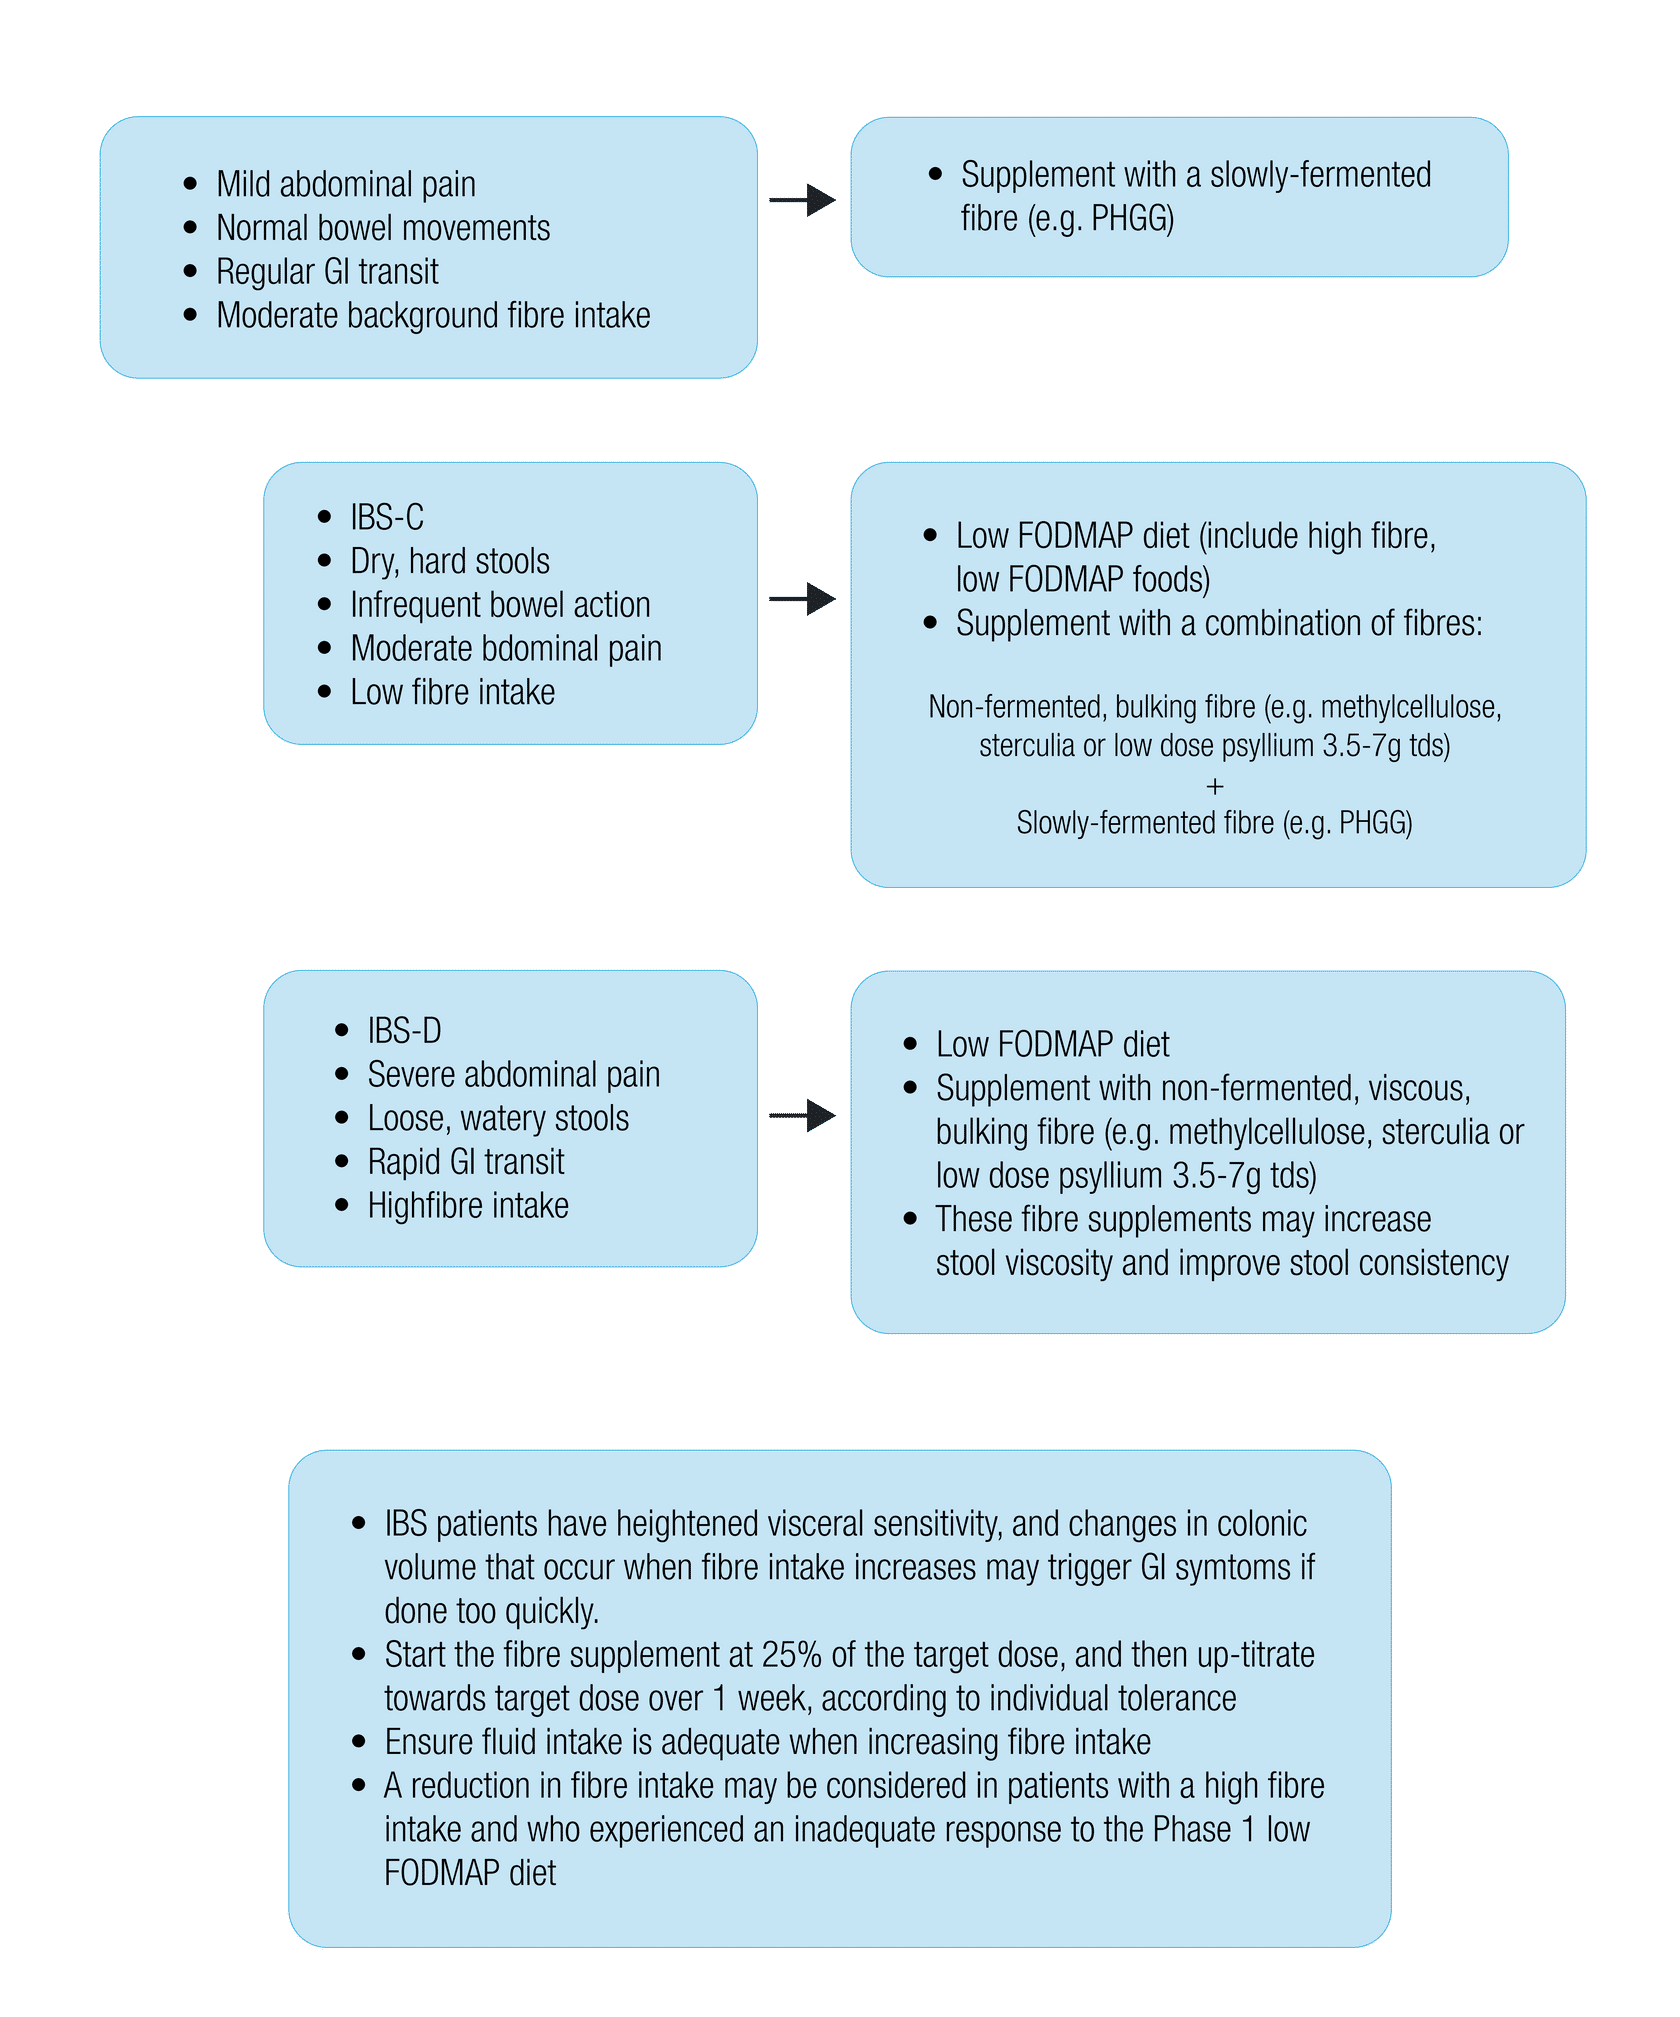 • Mild abdominal pain
• Normal bowel movements
• Regular GI transit
• Moderate background fibre intake
• Supplement with a slowly-fermented
fibre (e.g. PHGG)
• IBS-C
• Dry, hard stools
• Infrequent bowel action
• Moderate bdominal pain
• Low fibre intake
• Low FODMAP diet (include high fibre,
low FODMAP foods)
• Supplement with a combination of fibres:
Non-fermented, bulking fibre (e.g. methylcellulose,
sterculia or low dose psyllium 3.5-7g tds)
+
Slowly-fermented fibre (e.g. PHGG)
• IBS-D
• Severe abdominal pain
• Loose, watery stools
• Rapid GI transit
• Highfibre intake
• Low FODMAP diet
• Supplement with non-fermented, viscous,
bulking fibre (e.g. methylcellulose, sterculia or
low dose psyllium 3.5-7g tds)
• These fibre supplements may increase
stool viscosity and improve stool consistency
• IBS patients have heightened visceral sensitivity, and changes in colonic
volume that occur when fibre intake increases may trigger GI symtoms if
done too quickly.
• Start the fibre supplement at 25% of the target dose, and then up-titrate
towards target dose over 1 week, according to individual tolerance
• Ensure fluid intake is adequate when increasing fibre intake
• A reduction in fibre intake may be considered in patients with a high fibre
intake and who experienced an inadequate response to the Phase 1 low
FODMAP diet